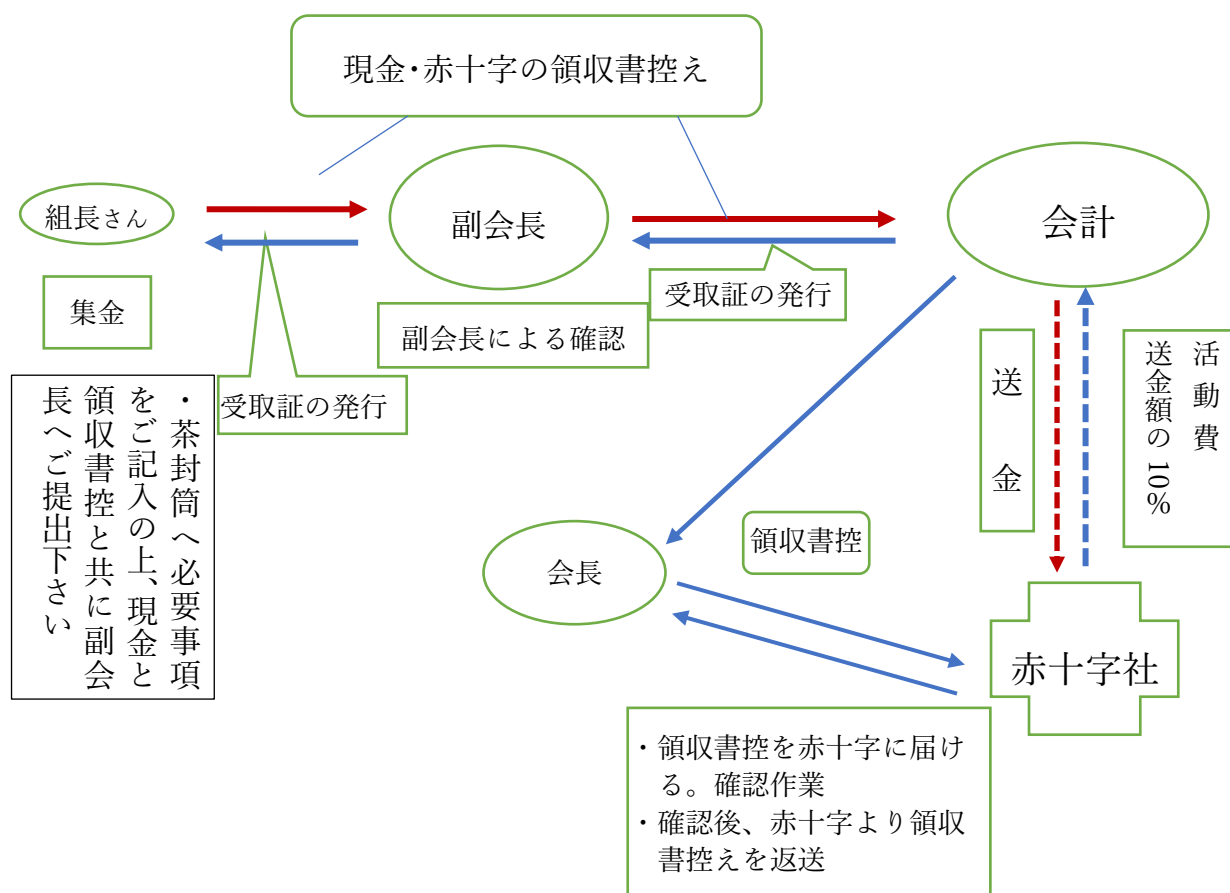 現金・赤十字の領収書控え
組長さん
副会長
会計
集金
副会長による確認
受取証の発行
受取証の発行
・茶封筒へ必要事項
をご記入の上、現金と
領収書控と共に副会
長へご提出下さい
送金
活動費
送金額の10%
会長
領収書控
赤十字社
・領収書控を赤十字に届け
る。確認作業
・確認後、赤十字より領収
書控えを返送